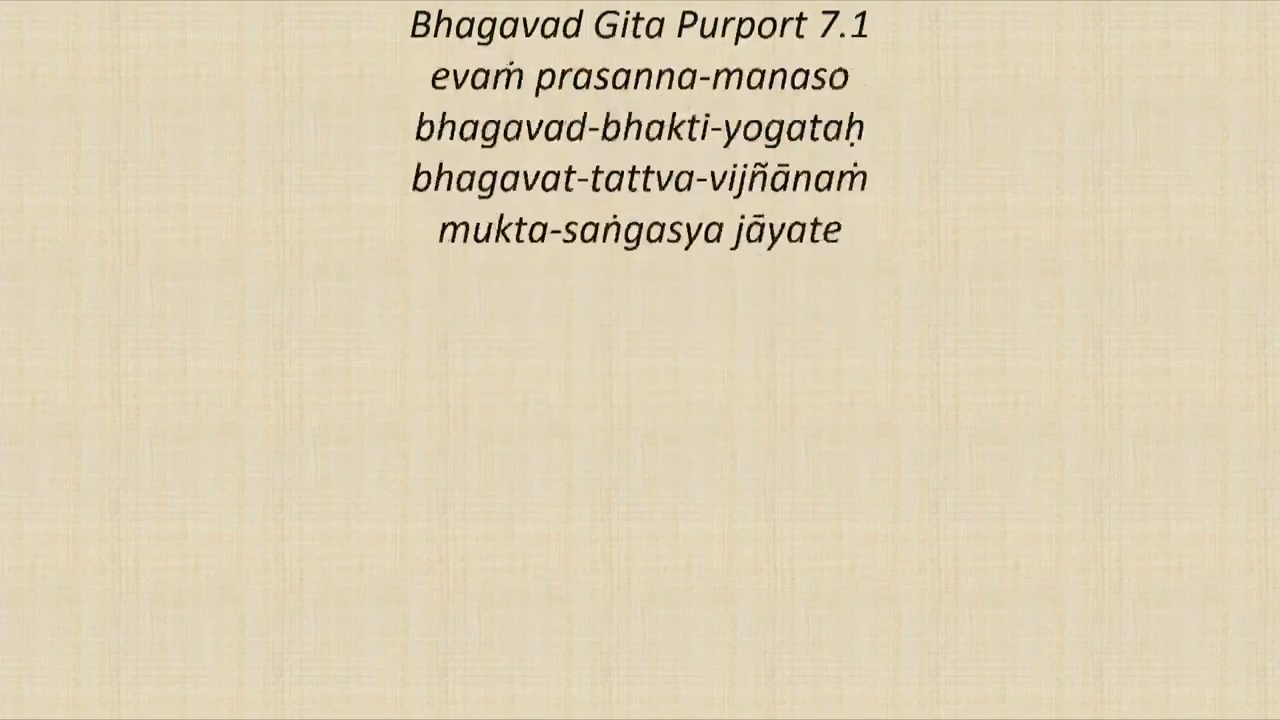 Bhagavad Gita Purport 7.1
evaṁ prasanna-manaso
bhagavad-bhakti-yogataḥ
bhagavat-tattva-vijñānaṁ
mukta-saṅgasya jāyate